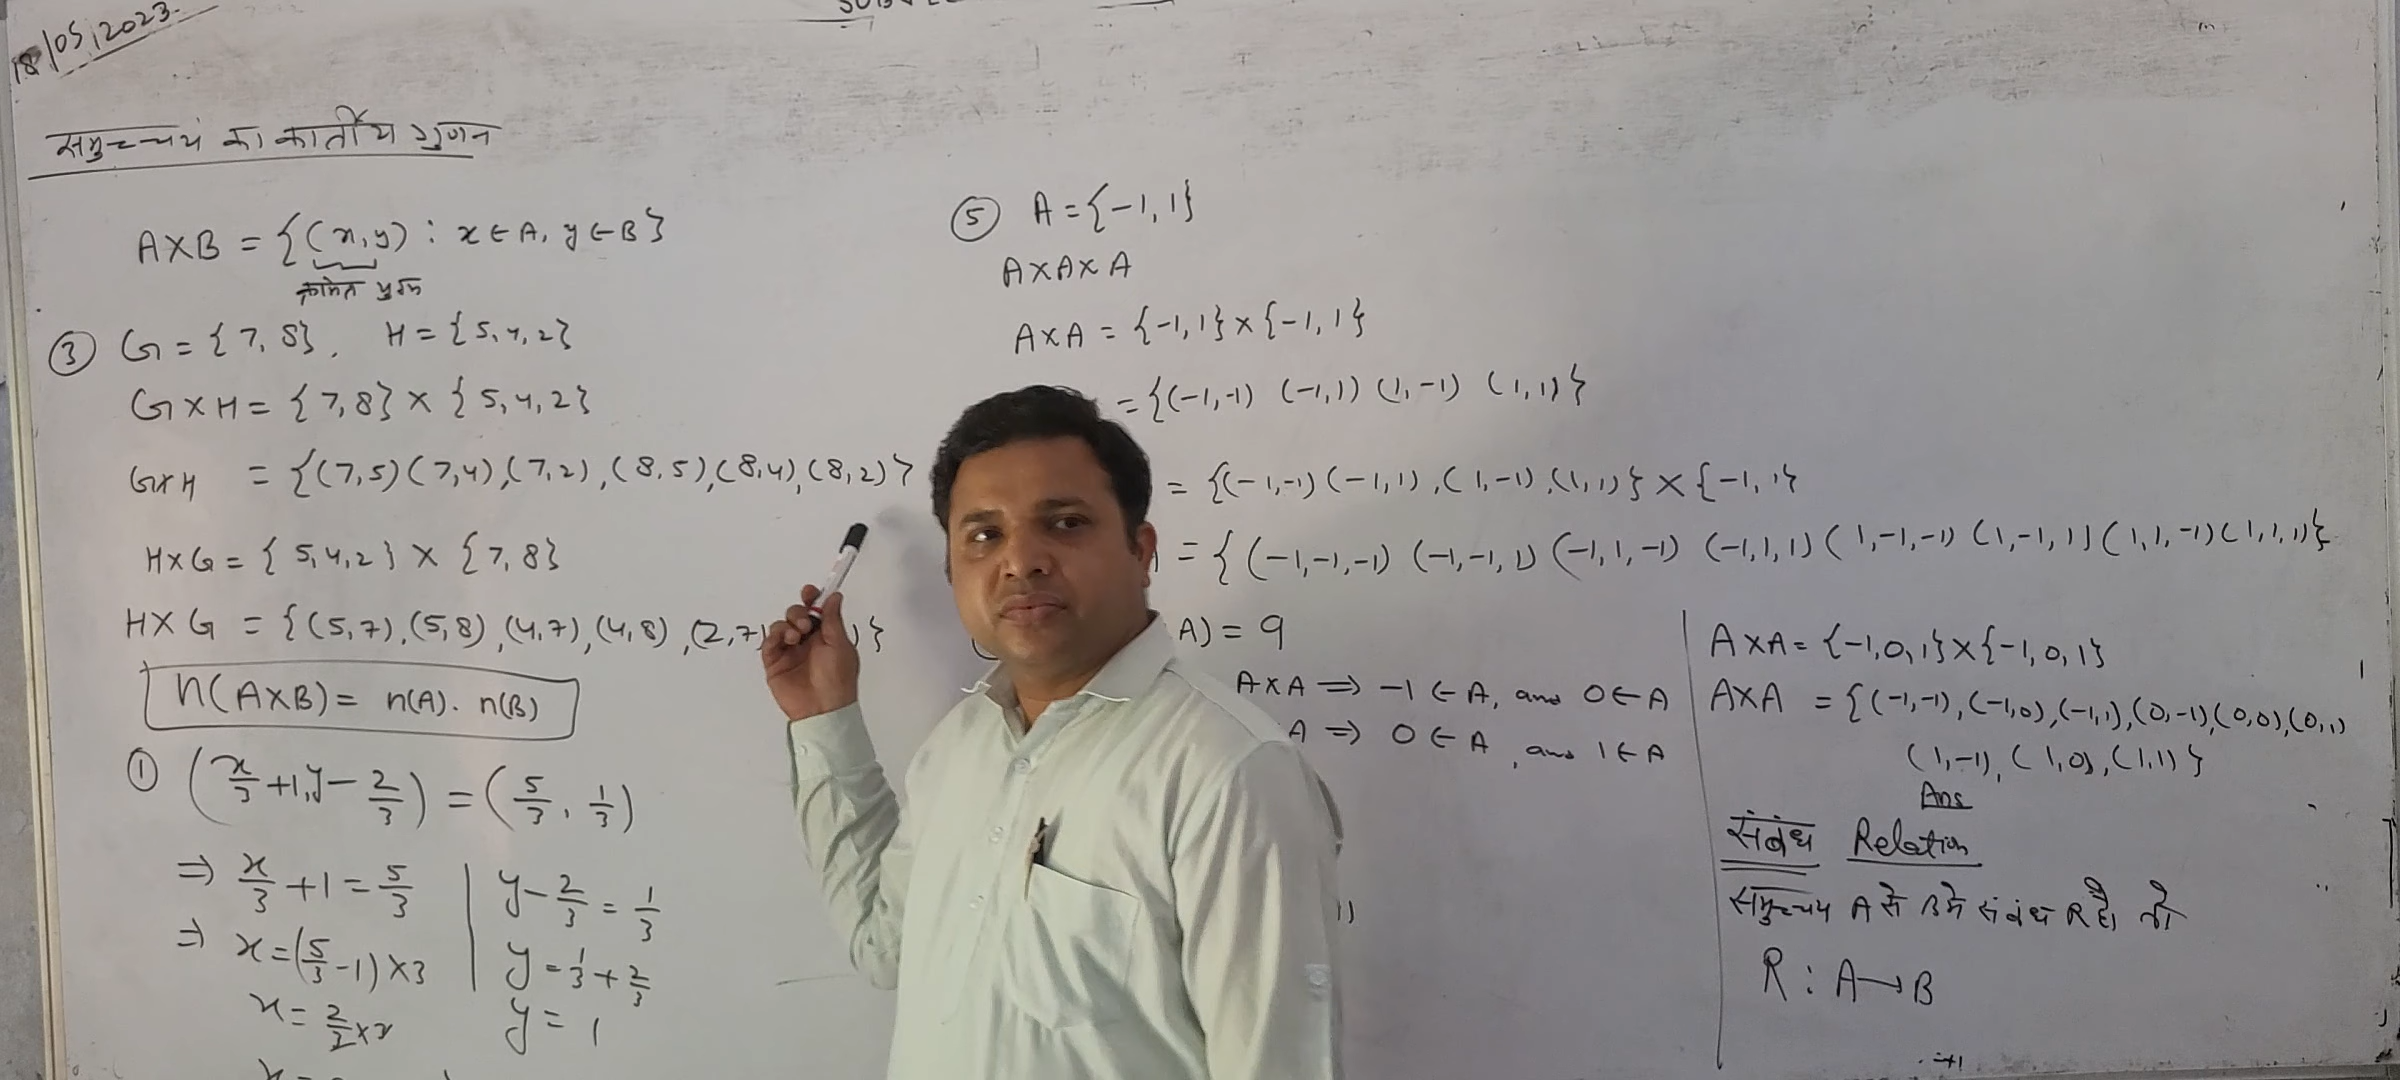 18/05/2023
समुच्चयं का कार्तीय गुणन
A×B = {(x,y) : x∈A, y∈B}
क्रमित युग्म
③ G = {7,8}, H = {5,4,2}
G×H = {7,8} × {5,4,2}
G×H = {(7,5)(7,4),(7,2),(8,5),(8,4),(8,2)}
H×G = {5,4,2} × {7,8}
H×G = {(5,7),(5,8),(4,7),(4,8),(2,7) )}
n(A×B) = n(A). n(B)
① (x/3+1, y-2/3) = (5/3, 1/3)
⇒ x/3+1 = 5/3 | y-2/3 = 1/3
⇒ x = (5/3-1)×3 | y = 1/3+2/3
y = 1
⑤ A = {-1,1}
A×A×A
A×A = {-1,1}×{-1,1}
= {(-1,-1) (-1,1) (1,-1) (1,1)}
= {(-1,-1)(-1,1),(1,-1),(1,1)} × {-1,1}
= {(-1,-1,-1) (-1,-1,1) (-1,1,-1) (-1,1,1) (1,-1,-1) (1,-1,1) (1,1,-1) (1,1,1)}
A) = 9
A×A ⇒ -1∈A, and 0∈A
A ⇒ 0∈A, and 1∈A
A×A = {-1,0,1}×{-1,0,1}
A×A = {(-1,-1),(-1,0),(-1,1),(0,-1),(0,0),(0,1)
(1,-1),(1,0),(1,1)}
Ans
संबंध Relation
समुच्चय A से B में संबंध R है। तो
R : A→B